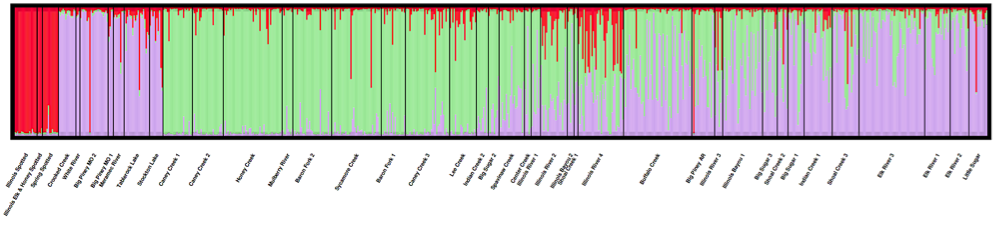 Illinois Spotted
Illinois Elk & Honey Spotted
Spring Spotted
Crooked Creek
White River
Big Piney MO 2
Big Piney MO 1
Meramec River
Tablerock Lake
Stockton Lake
Caney Creek 1
Caney Creek 2
Honey Creek
Mulberry River
Baron Fork 2
Sycamore Creek
Baron Fork 1
Caney Creek 3
Lee Creek
Indian Creek 2
Big Sugar 2
Spavinaw Creek
Center Creek
Illinois River 1
Illinois River 2
Shoal Creek 1
Illinois River 4
Buffalo Creek
Big Piney AR
Illinois River 3
Illinois Bayou 1
Big Sugar 3
Shoal Creek 2
Big Sugar 1
Indian Creek 1
Shoal Creek 3
Elk River 3
Elk River 1
Elk River 2
Little Sugar